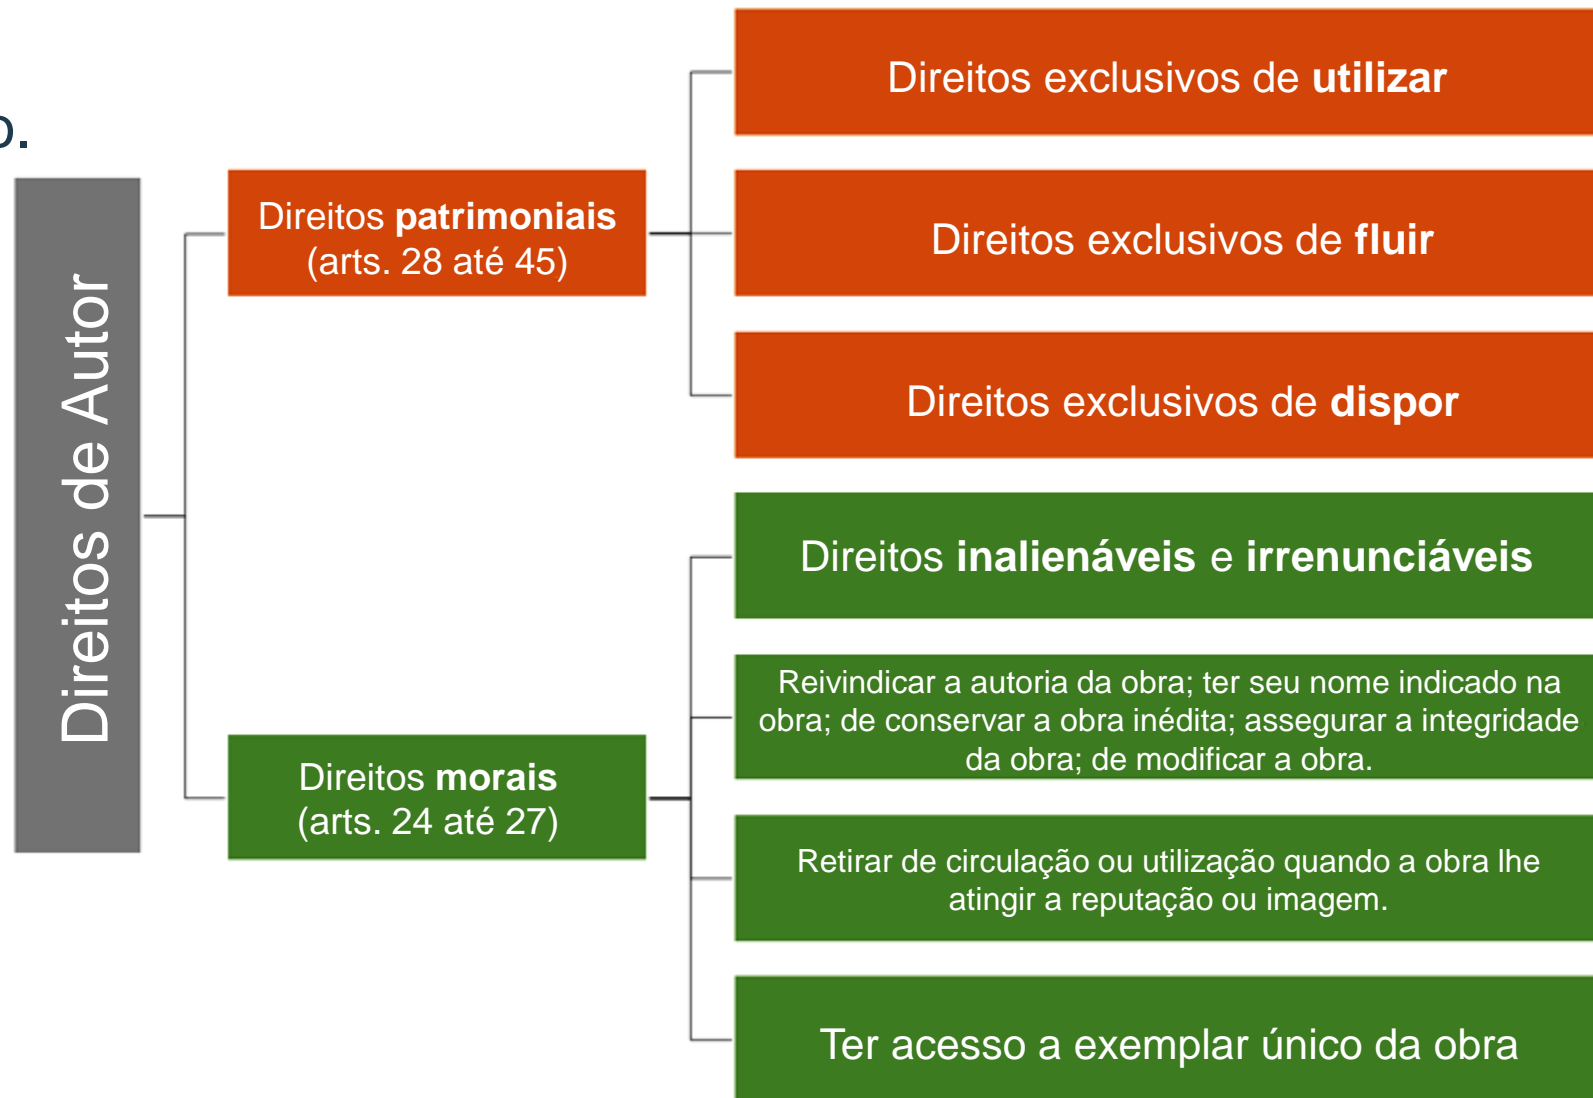 o.
Direitos de Autor
Direitos patrimoniais
(arts. 28 até 45)
Direitos exclusivos de utilizar
Direitos exclusivos de fluir
Direitos exclusivos de dispor
Direitos morais
(arts. 24 até 27)
Direitos inalienáveis e irrenunciáveis
Reivindicar a autoria da obra; ter seu nome indicado na
obra; de conservar a obra inédita; assegurar a integridade
da obra; de modificar a obra.
Retirar de circulação ou utilização quando a obra lhe
atingir a reputação ou imagem.
Ter acesso a exemplar único da obra